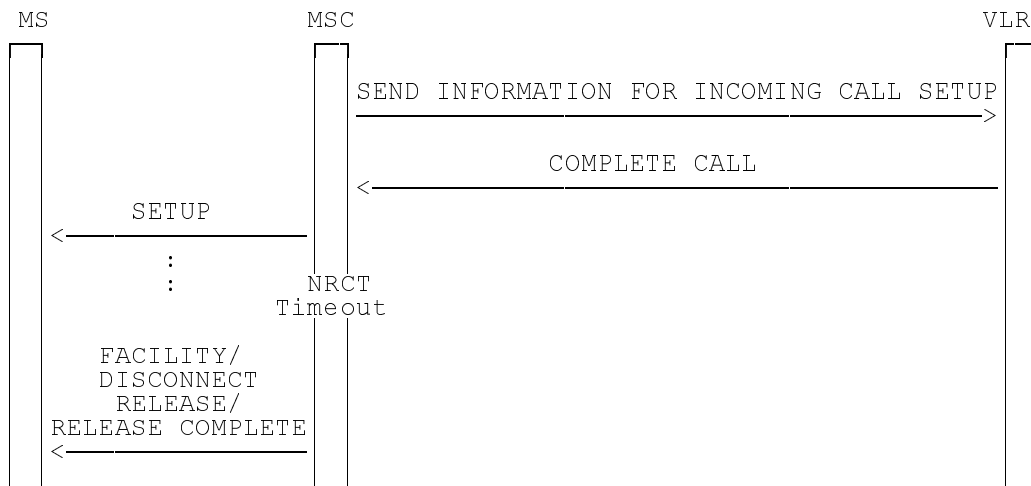 MS MSC VLR
SEND INFORMATION FOR INCOMING CALL SETUP
COMPLETE CALL
SETUP
:
:
NRCT
Timeout
FACILITY/
DISCONNECT
RELEASE/
RELEASE COMPLETE